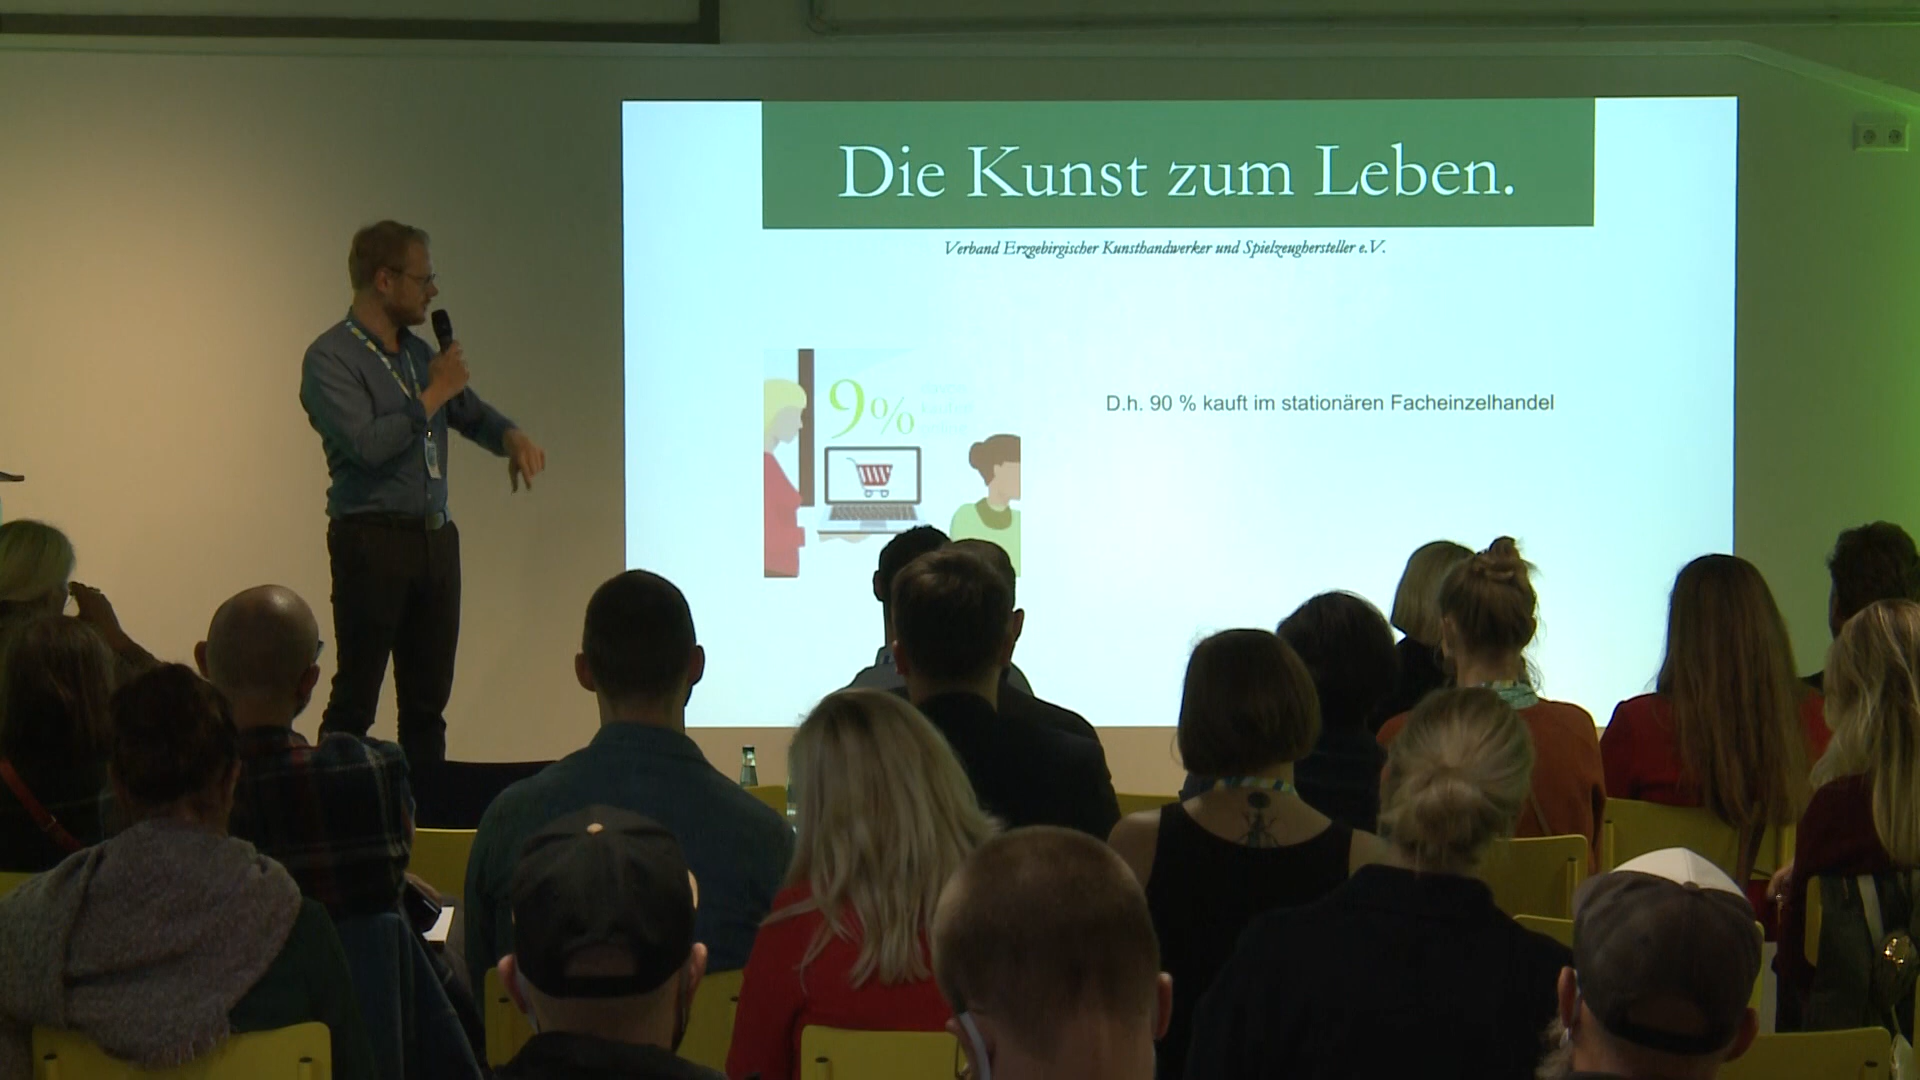 Die Kunst zum Leben.
Verband Erzgebirgischer Kunsthandwerker und Spielzeughersteller e.V.
9%
D.h. 90 % kauft im stationären Facheinzelhandel